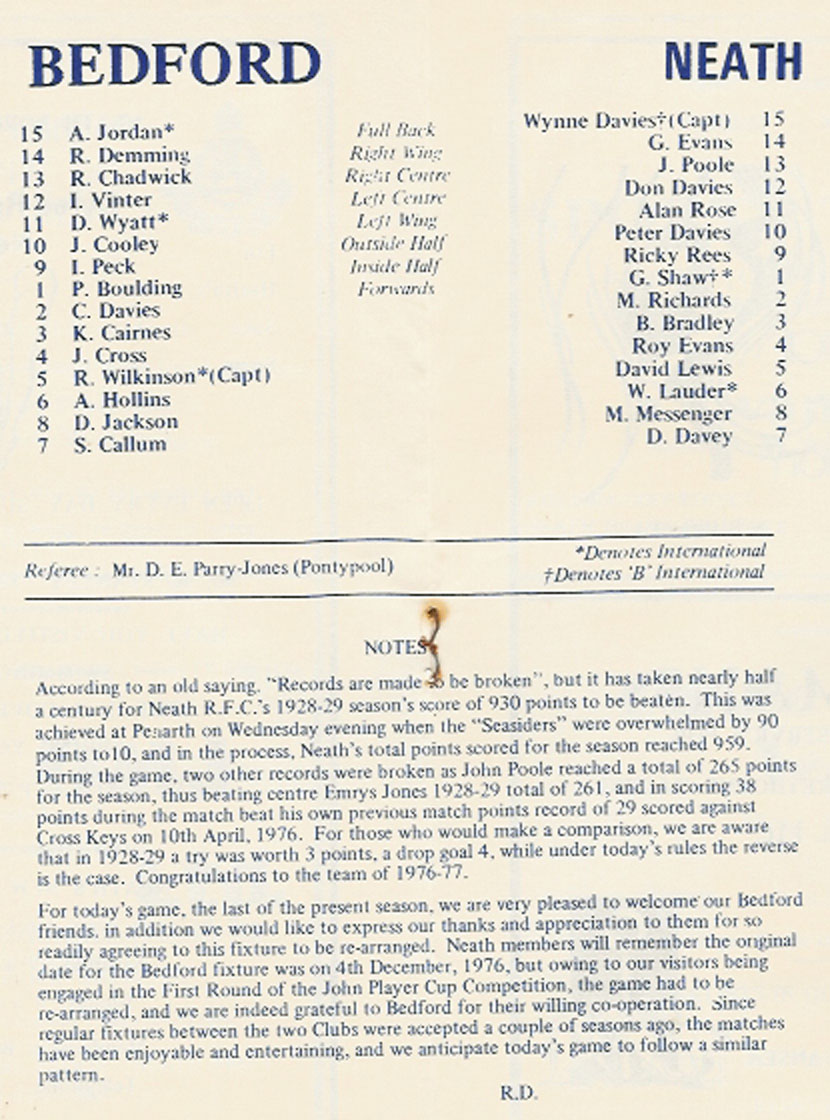 BEDFORD NEATH
15 A. Jordan* Full Back Wynne Davies†(Capt) 15
14 R. Demming Right Wing G. Evans 14
13 R. Chadwick Right Centre J. Poole 13
12 I. Vinter Left Centre Don Davies 12
11 D. Wyatt* Left Wing Alan Rose 11
10 J. Cooley Outside Half Peter Davies 10
9 I. Peck Inside Half Ricky Rees 9
1 P. Boulding Forwards G. Shaw†* 1
2 C. Davies M. Richards 2
3 K. Cairnes B. Bradley 3
4 J. Cross Roy Evans 4
5 R. Wilkinson*(Capt) David Lewis 5
6 A. Hollins W. Lauder* 6
8 D. Jackson M. Messenger 8
7 S. Callum D. Davey 7
Referee : Mr. D. E. Parry-Jones (Pontypool)
*Denotes International
†Denotes 'B' International
NOTES
According to an old saying. "Records are made to be broken", but it has taken nearly half
a century for Neath R.F.C.'s 1928-29 season's score of 930 points to be beaten. This was
achieved at Penarth on Wednesday evening when the "Seasiders" were overwhelmed by 90
points to10, and in the process, Neath's total points scored for the season reached 959.
During the game, two other records were broken as John Poole reached a total of 265 points
for the season, thus beating centre Emrys Jones 1928-29 total of 261, and in scoring 38
points during the match beat his own previous match points record of 29 scored against
Cross Keys on 10th April, 1976. For those who would make a comparison, we are aware
that in 1928-29 a try was worth 3 points, a drop goal 4, while under today's rules the reverse
is the case. Congratulations to the team of 1976-77.
For today's game, the last of the present season, we are very pleased to welcome our Bedford
friends. in addition we would like to express our thanks and appreciation to them for so
readily agreeing to this fixture to be re-arranged. Neath members will remember the original
date for the Bedford fixture was on 4th December, 1976, but owing to our visitors being
engaged in the First Round of the John Player Cup Competition, the game had to be
re-arranged, and we are indeed grateful to Bedford for their willing co-operation. Since
regular fixtures between the two Clubs were accepted a couple of seasons ago, the matches
have been enjoyable and entertaining, and we anticipate today's game to follow a similar
pattern.
R.D.